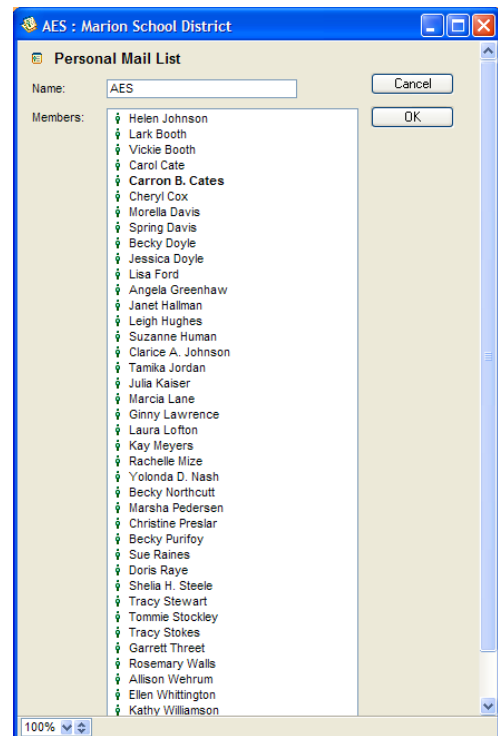 AES : Marion School District
Personal Mail List
Name: AES
Cancel
Members:
OK
Helen Johnson
Lark Booth
Vickie Booth
Carol Cate
Carron B. Cates
Cheryl Cox
Morella Davis
Spring Davis
Becky Doyle
Jessica Doyle
Lisa Ford
Angela Greenhaw
Janet Hallman
Leigh Hughes
Suzanne Human
Clarice A. Johnson
Tamika Jordan
Julia Kaiser
Marcia Lane
Ginny Lawrence
Laura Lofton
Kay Meyers
Rachelle Mize
Yolonda D. Nash
Becky Northcutt
Marsha Pedersen
Christine Preslar
Becky Purifoy
Sue Raines
Doris Raye
Shelia H. Steele
Tracy Stewart
Tommie Stockley
Tracy Stokes
Garrett Threet
Rosemary Walls
Allison Wehrum
Ellen Whittington
Kathy Williamson
100%